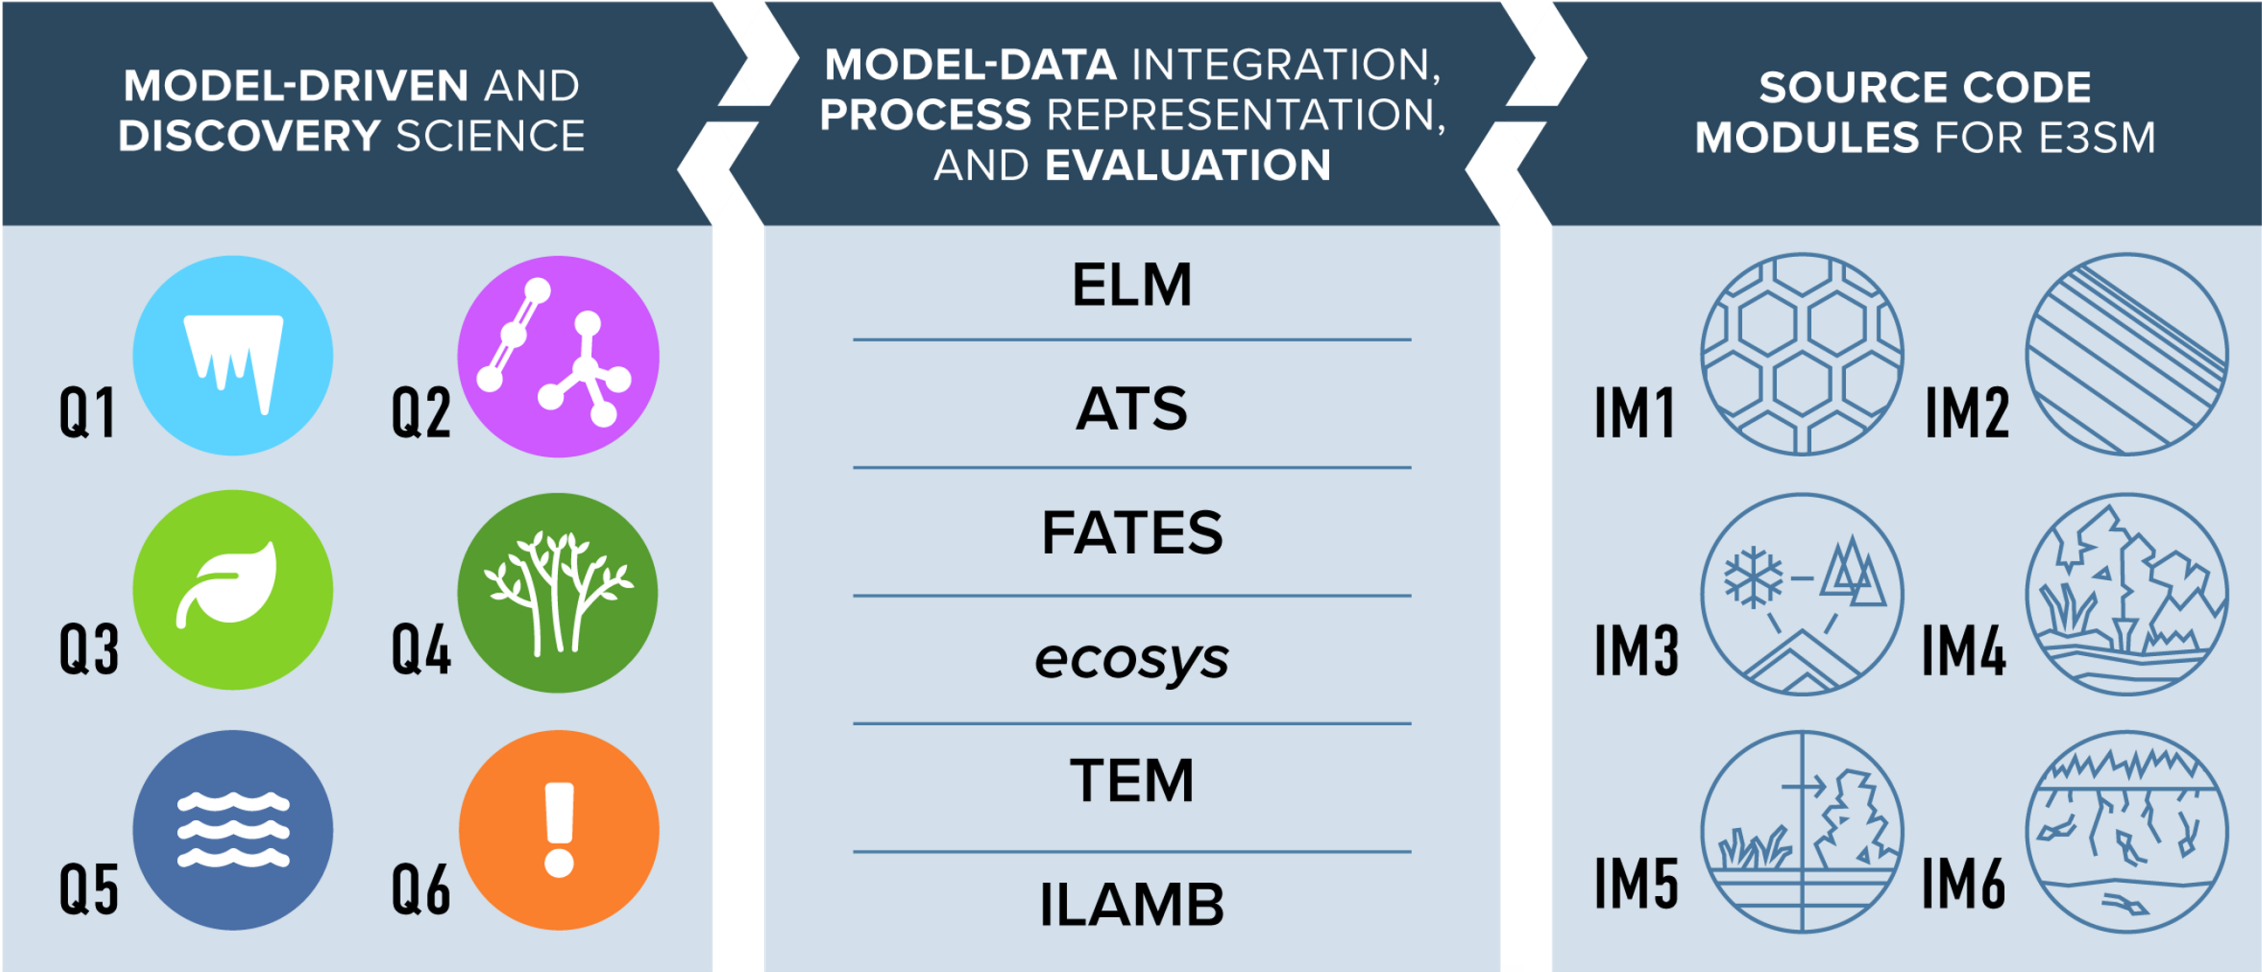 MODEL-DRIVEN AND
DISCOVERY SCIENCE
MODEL-DATA INTEGRATION,
PROCESS REPRESENTATION,
AND EVALUATION
SOURCE CODE
MODULES FOR E3SM
Q1
Q2
Q3
Q4
Q5
Q6
ELM
ATS
FATES
ecosys
TEM
ILAMB
IM1
IM2
IM3
IM4
IM5
IM6